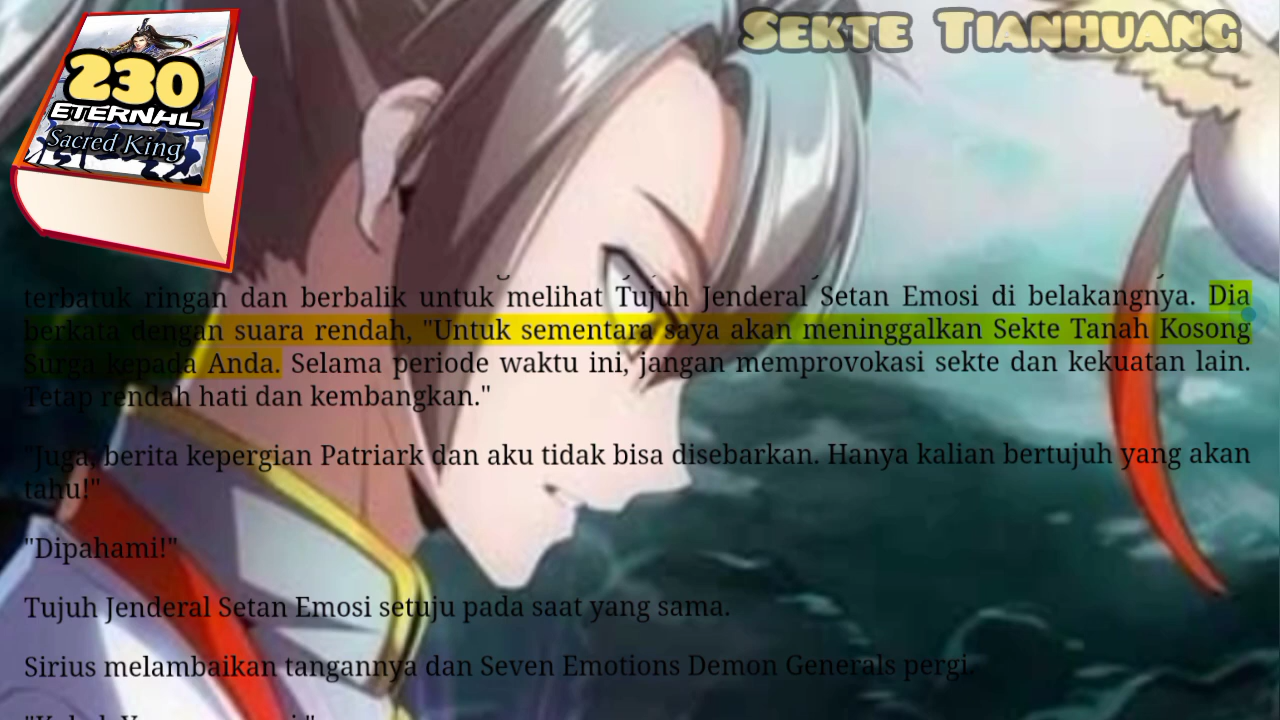 SEKTE TIANHUANG
230
ETERNAL
Sacred King
terbatuk ringan dan berbalik untuk melihat Tujuh Jenderal Setan Emosi di belakangnya. Dia
berkata dengan suara rendah, "Untuk sementara saya akan meninggalkan Sekte Tanah Kosong
Surga kepada Anda. Selama periode waktu ini, jangan memprovokasi sekte dan kekuatan lain.
Tetap rendah hati dan kembangkan."
"Juga, berita kepergian Patriark dan aku tidak bisa disebarkan. Hanya kalian bertujuh yang akan
tahu!"
"Dipahami!"
Tujuh Jenderal Setan Emosi setuju pada saat yang sama.
Sirius melambaikan tangannya dan Seven Emotions Demon Generals pergi.